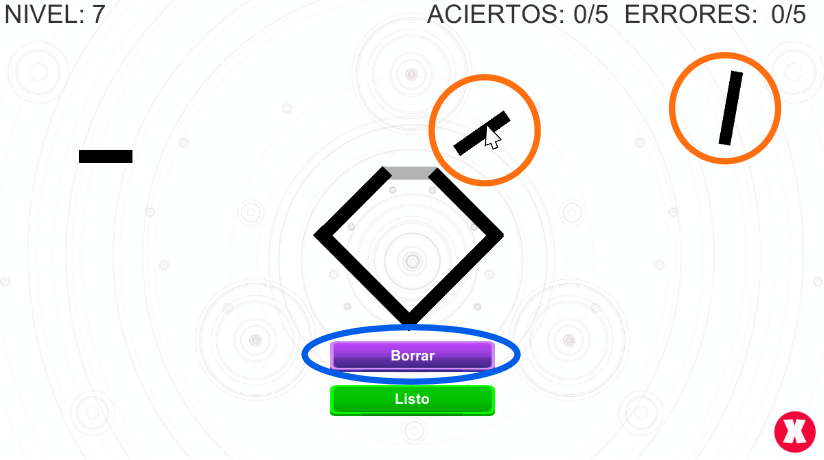 NIVEL: 7
ACIERTOS: 0/5 ERRORES: 0/5
Borrar
Listo
X